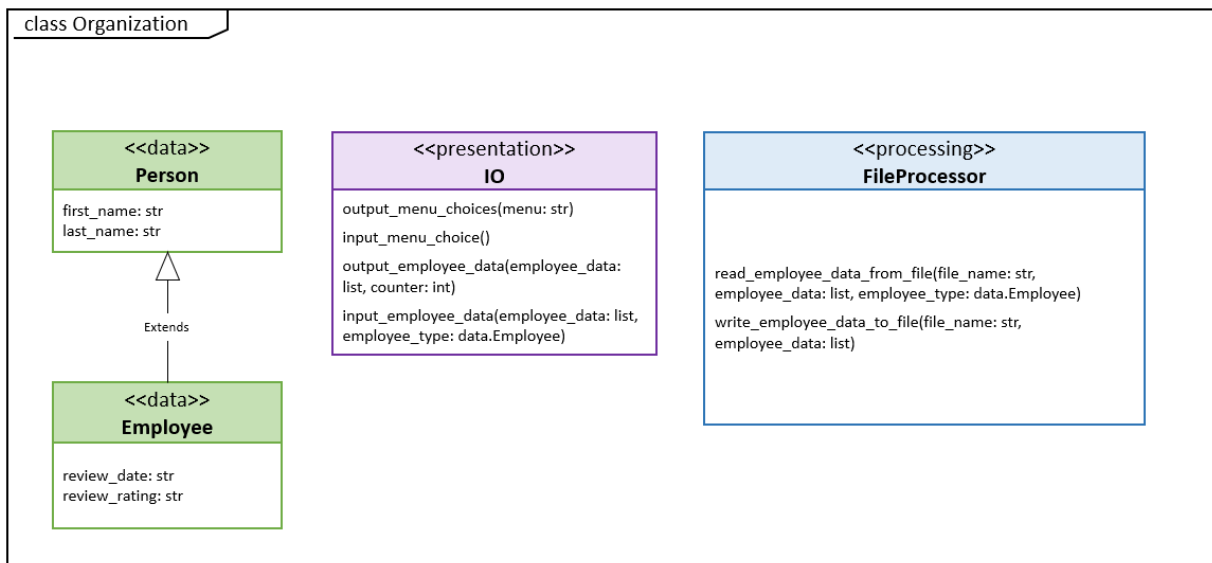 class Organization
<<data>>
Person
first_name: str
last_name: str
Extends
<<data>>
Employee
review_date: str
review_rating: str
<<presentation>>
IO
output_menu_choices(menu: str)
input_menu_choice()
output_employee_data(employee_data:
list, counter: int)
input_employee_data(employee_data: list,
employee_type: data.Employee)
<<processing>>
FileProcessor
read_employee_data_from_file(file_name: str,
employee_data: list, employee_type: data.Employee)
write_employee_data_to_file(file_name: str,
employee_data: list)